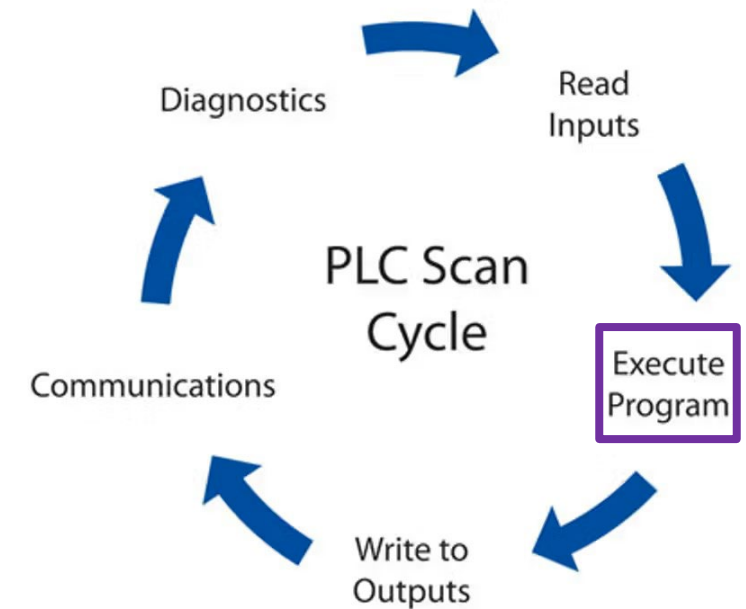 PLC Scan
Cycle
Diagnostics
Read
Inputs
Execute
Program
Write to
Outputs
Communications